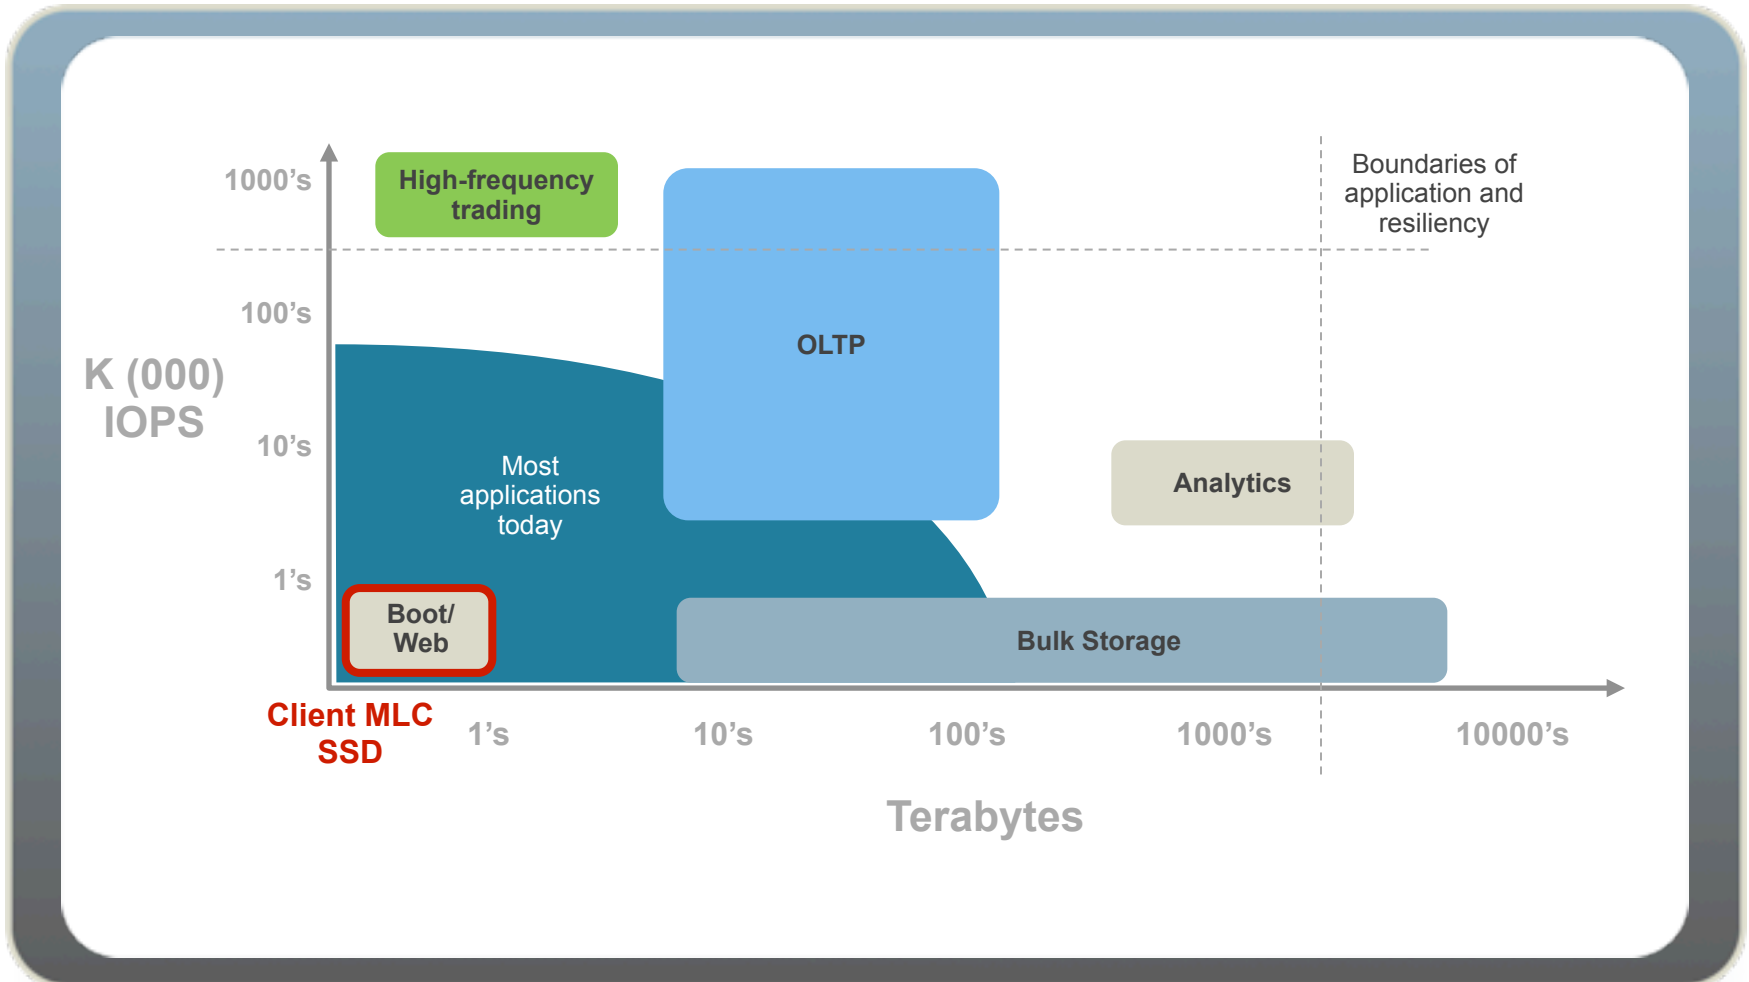 1000's
High-frequency
trading
Boundaries of
application and
resiliency
100's
OLTP
K (000)
IOPS
10's
Most
applications
today
Analytics
1's
Boot/
Web
Bulk Storage
Client MLC
SSD
1's
10's
100's
1000's
10000's
Terabytes